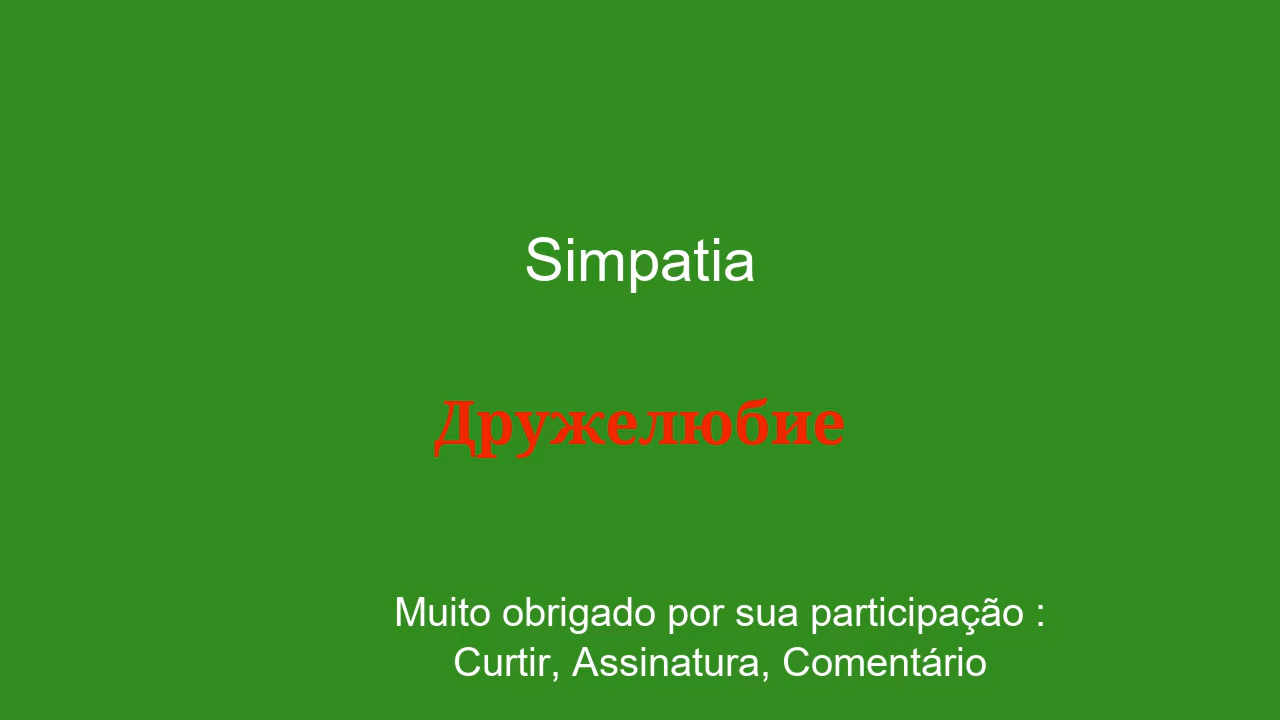 Simpatia
Дружелюбие
Muito obrigado por sua participação :
Curtir, Assinatura, Comentário